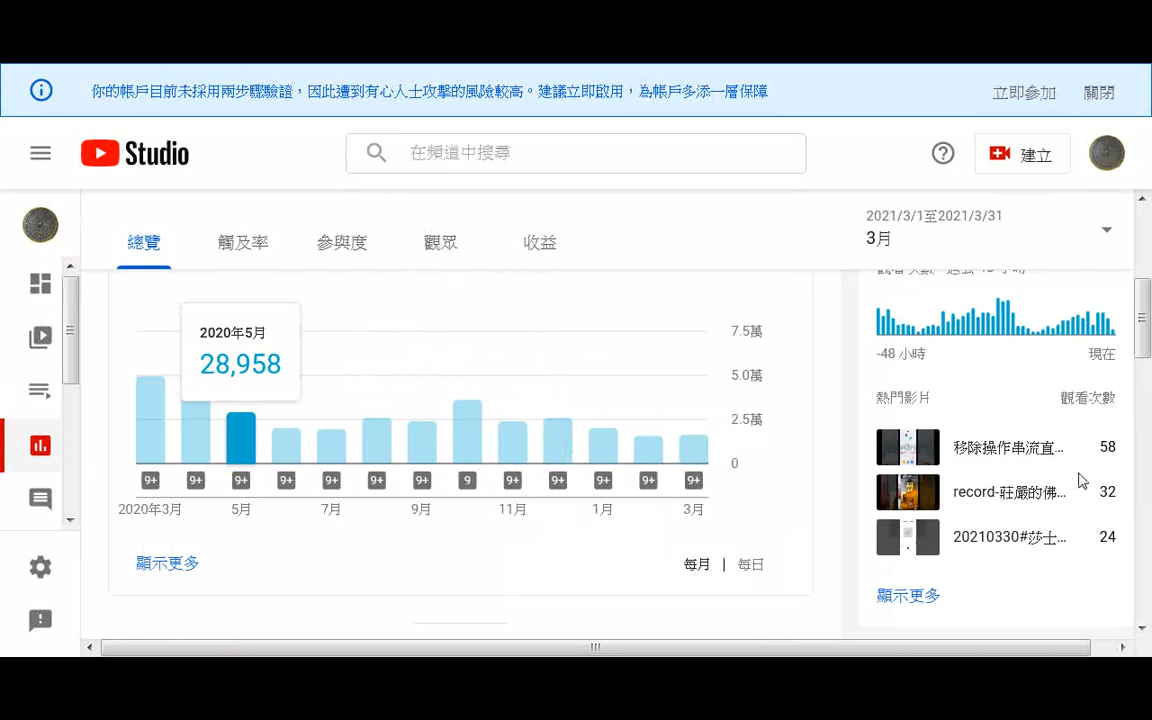 你的帳戶目前未採用兩步驟驗證，因此遭到有心人士攻擊的風險較高。建議立即啟用，為帳戶多添一層保障
立即參加
關閉
Studio
在頻道中搜尋
建立
總覽
觸及率
參與度
觀眾
收益
2021/3/1至2021/3/31
3月
2020年5月
28,958
7.5萬
5.0萬
2.5萬
0
9+ 9+ 9+ 9+ 9+ 9+ 9+ 9 9+ 9+ 9+ 9+ 9+
2020年3月 5月 7月 9月 11月 1月 3月
顯示更多
每月 | 每日
-48 小時
現在
熱門影片
觀看次數
移除操作串流直... 58
record-莊嚴的佛... 32
20210330#莎士... 24
顯示更多